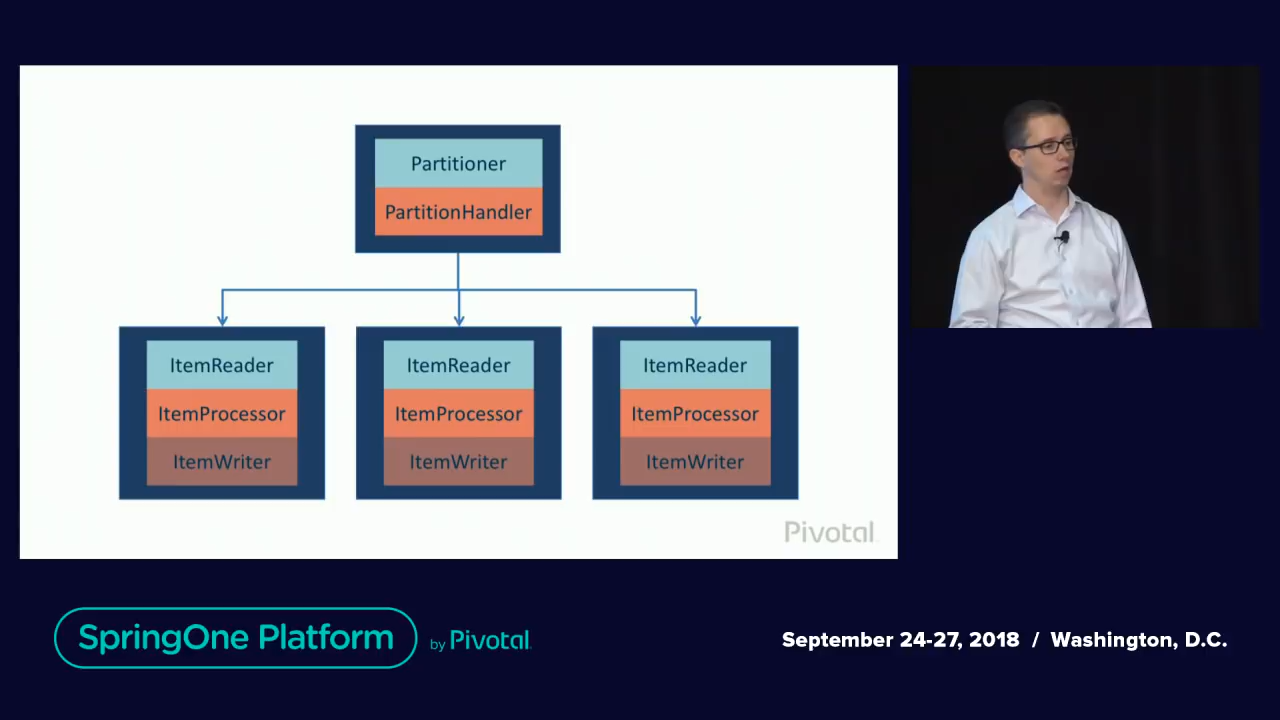 Partitioner
PartitionHandler
ItemReader
ItemProcessor
ItemWriter
ItemReader
ItemProcessor
ItemWriter
ItemReader
ItemProcessor
ItemWriter
Pivotal
SpringOne Platform by Pivotal
September 24-27, 2018 / Washington, D.C.